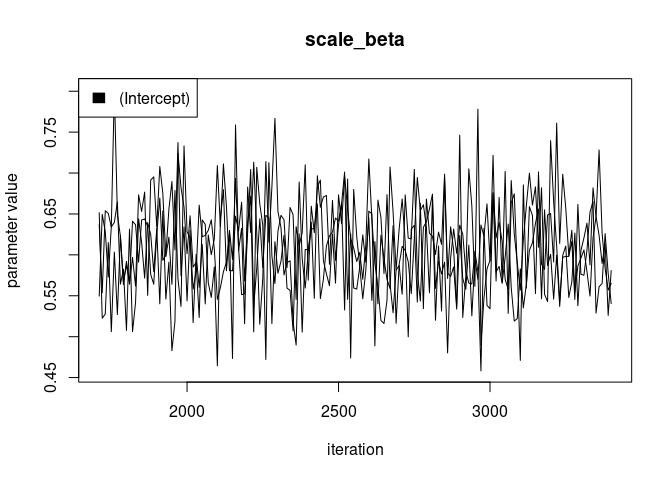 scale_beta
(Intercept)
0.75
0.65
0.55
0.45
parameter value
2000 2500 3000
iteration